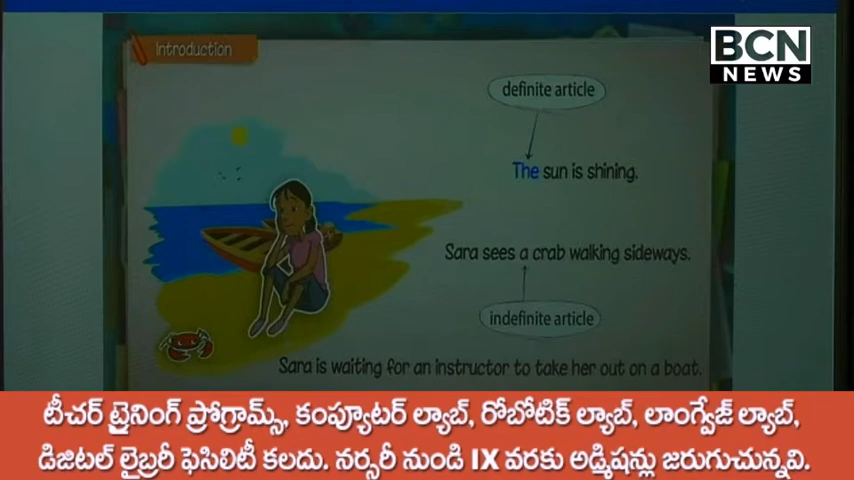 Introduction
BCN
NEWS
definite article
The sun is shining.
Sara sees a crab walking sideways.
indefinite article
Sara is waiting for an instructor to take her out on a boat.
టీచర్ ట్రైనింగ్ ప్రోగ్రామ్స్, కంప్యూటర్ ల్యాబ్, రోబోటిక్ ల్యాబ్, లాంగ్వేజ్ ల్యాబ్,
డిజిటల్ లైబ్రరీ ఫెసిలిటీ కలదు. నర్సరీ నుండి IX వరకు అడ్మిషన్లు జరుగుచున్నవి.